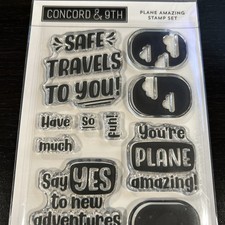 CONCORD & 9TH
PLANE AMAZING
STAMP SET
SAFE
TRAVELS
TO YOU!
Have so much
fun!
You're
PLANE
amazing!
Say YES
to new
adventures